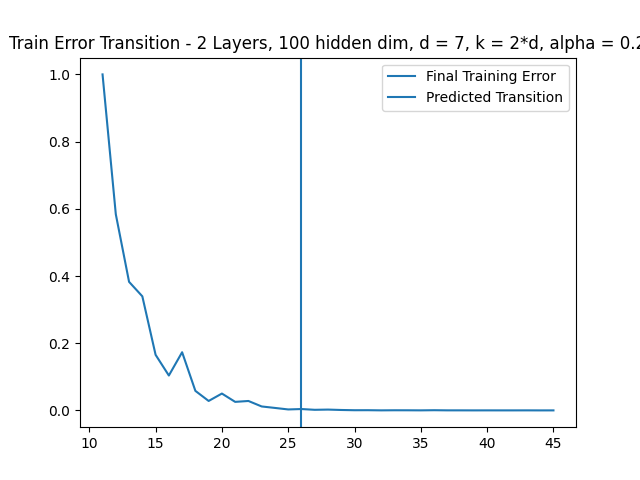 Train Error Transition - 2 Layers, 100 hidden dim, d = 7, k = 2*d, alpha = 0.2
Final Training Error
Predicted Transition
1.0
0.8
0.6
0.4
0.2
0.0
10 15 20 25 30 35 40 45